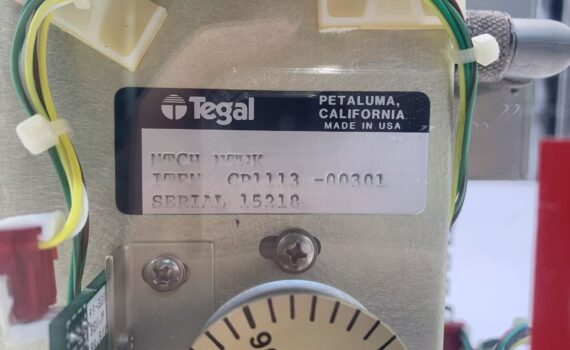 Tegal
PETALUMA,
CALIFORNIA
MADE IN USA
MTCH NTWK
ITEM CP1113 -00301
SERIAL 15218